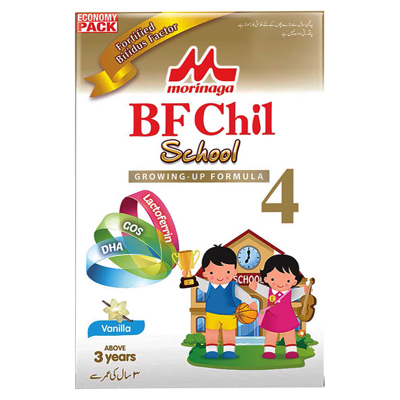 ECONOMY
PACK
Fortified
Bifidus Factor
morinaga
BF Chil
School
GROWING-UP FORMULA
4
Lactoferrin
GOS
DHA
SCHOOL
Vanilla
ABOVE
3 years
۳ سال کی عمر سے